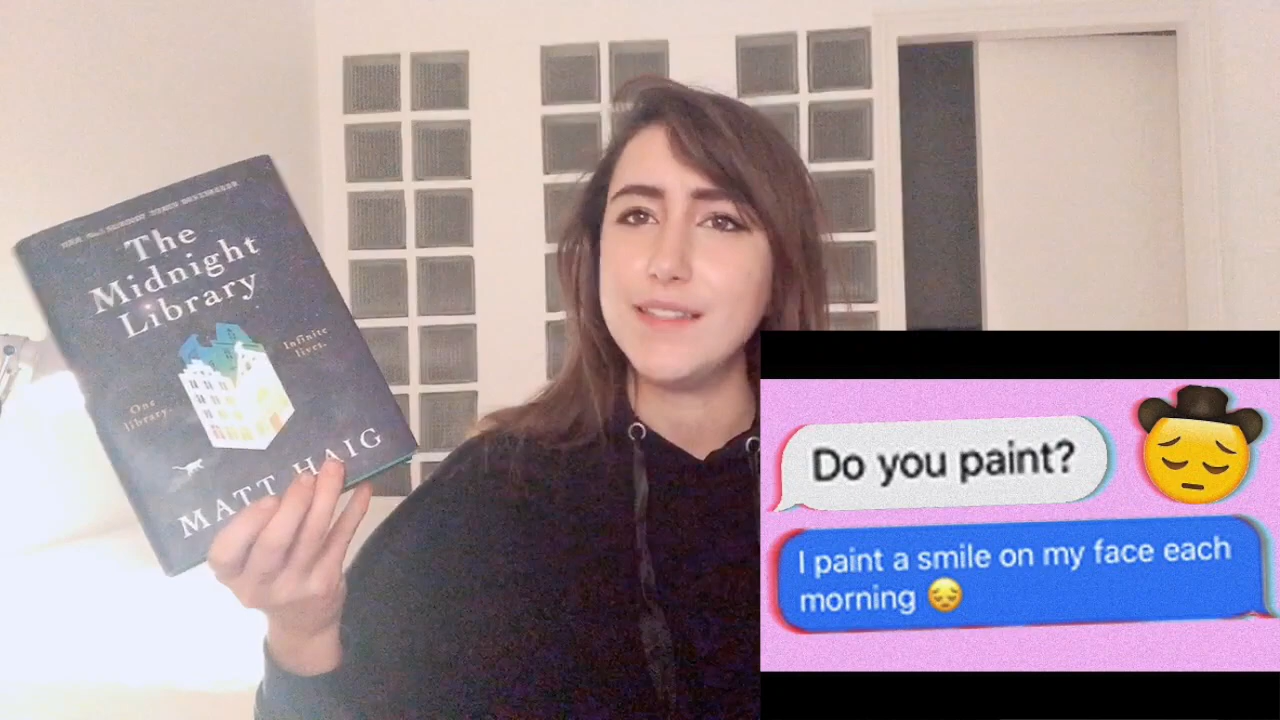 The
Midnight
Library
Infinite
lives.
One
library.
MATT HAIG
Do you paint?
I paint a smile on my face each
morning 😔